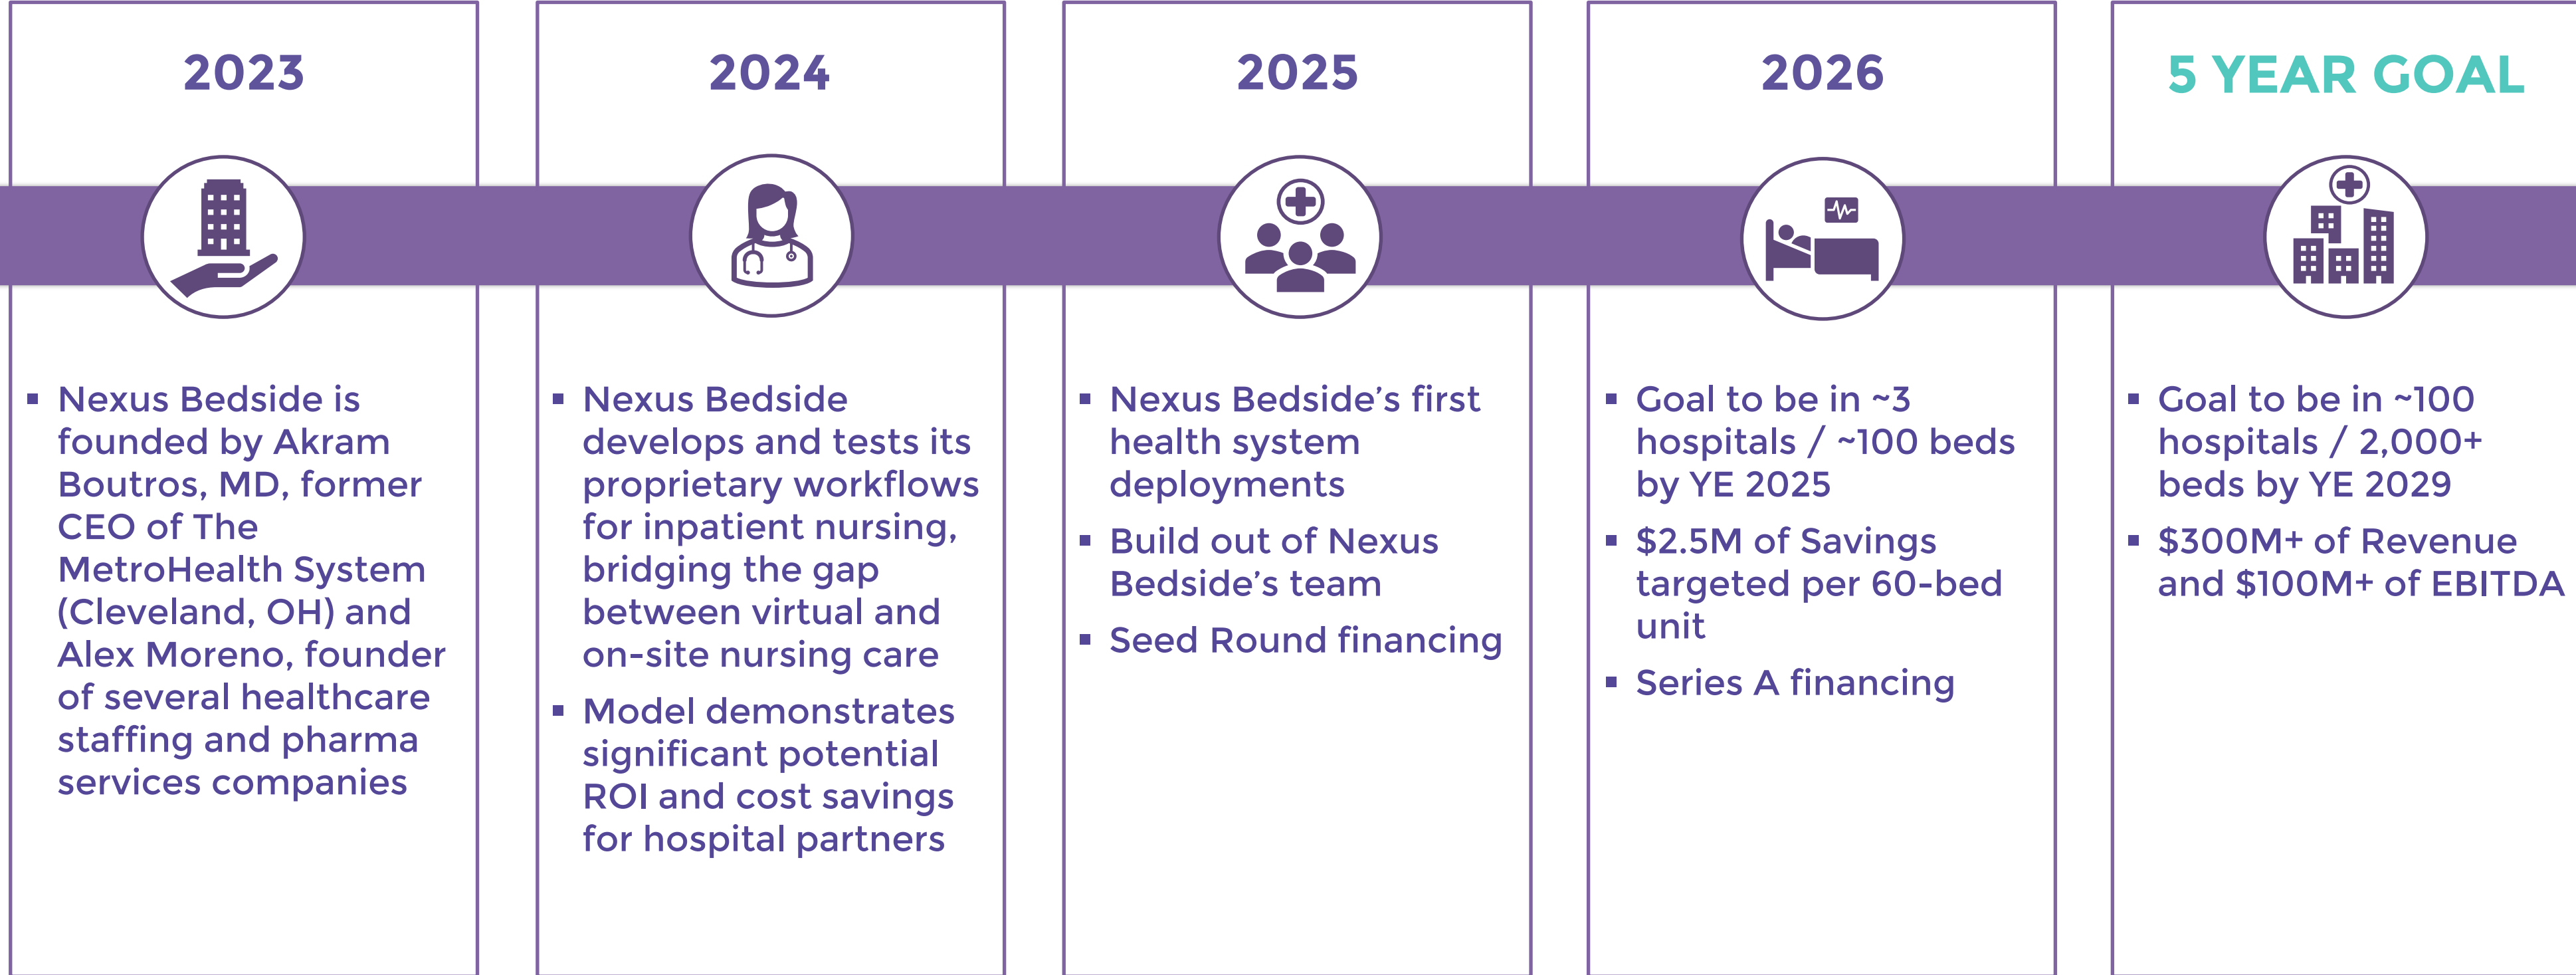 2023
▪ Nexus Bedside is
founded by Akram
Boutros, MD, former
CEO of The
MetroHealth System
(Cleveland, OH) and
Alex Moreno, founder
of several healthcare
staffing and pharma
services companies
2024
▪ Nexus Bedside
develops and tests its
proprietary workflows
for inpatient nursing,
bridging the gap
between virtual and
on-site nursing care
▪ Model demonstrates
significant potential
ROI and cost savings
for hospital partners
2025
▪ Nexus Bedside’s first
health system
deployments
▪ Build out of Nexus
Bedside’s team
▪ Seed Round financing
2026
▪ Goal to be in ~3
hospitals / ~100 beds
by YE 2025
▪ $2.5M of Savings
targeted per 60-bed
unit
▪ Series A financing
5 YEAR GOAL
▪ Goal to be in ~100
hospitals / 2,000+
beds by YE 2029
▪ $300M+ of Revenue
and $100M+ of EBITDA